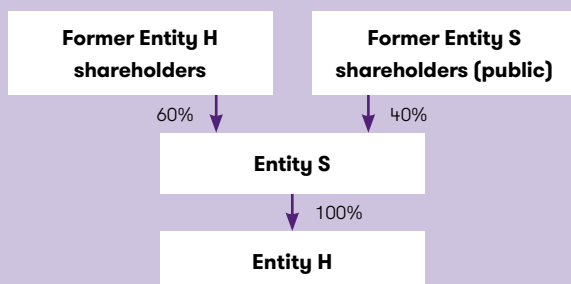 Former Entity H
shareholders
Former Entity S
shareholders (public)
60%
40%
Entity S
100%
Entity H